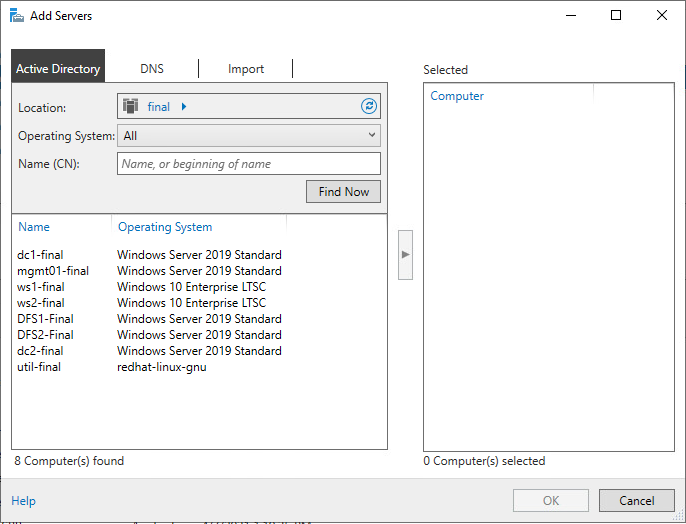 Add Servers
Active Directory DNS Import
Location: final
Operating System: All
Name (CN): Name, or beginning of name
Find Now
Name Operating System
dc1-final Windows Server 2019 Standard
mgmt01-final Windows Server 2019 Standard
ws1-final Windows 10 Enterprise LTSC
ws2-final Windows 10 Enterprise LTSC
DFS1-Final Windows Server 2019 Standard
DFS2-Final Windows Server 2019 Standard
dc2-final Windows Server 2019 Standard
util-final redhat-linux-gnu
8 Computer(s) found
Selected
Computer
0 Computer(s) selected
Help OK Cancel